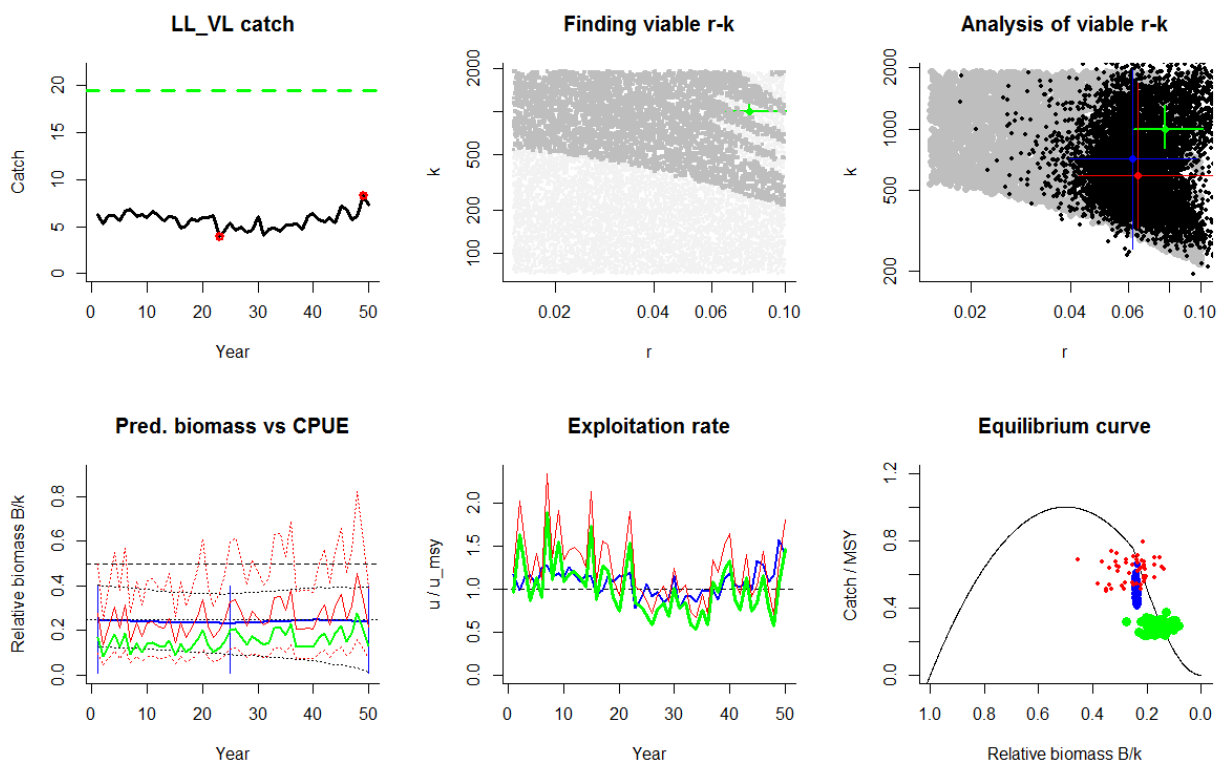 LL_VL catch
Finding viable r-k
Analysis of viable r-k
Catch
0
5
10
15
20
0 10 20 30 40 50
Year
k
100
200
500
2000
0.02 0.04 0.06 0.10
r
k
200
500
1000
2000
0.02 0.04 0.06 0.10
r
Pred. biomass vs CPUE
Exploitation rate
Equilibrium curve
Relative biomass B/k
0.0
0.2
0.4
0.6
0.8
0 10 20 30 40 50
Year
u / u_msy
0.0
0.5
1.0
1.5
2.0
0 10 20 30 40 50
Year
Catch / MSY
0.0
0.4
0.8
1.2
1.0 0.8 0.6 0.4 0.2 0.0
Relative biomass B/k